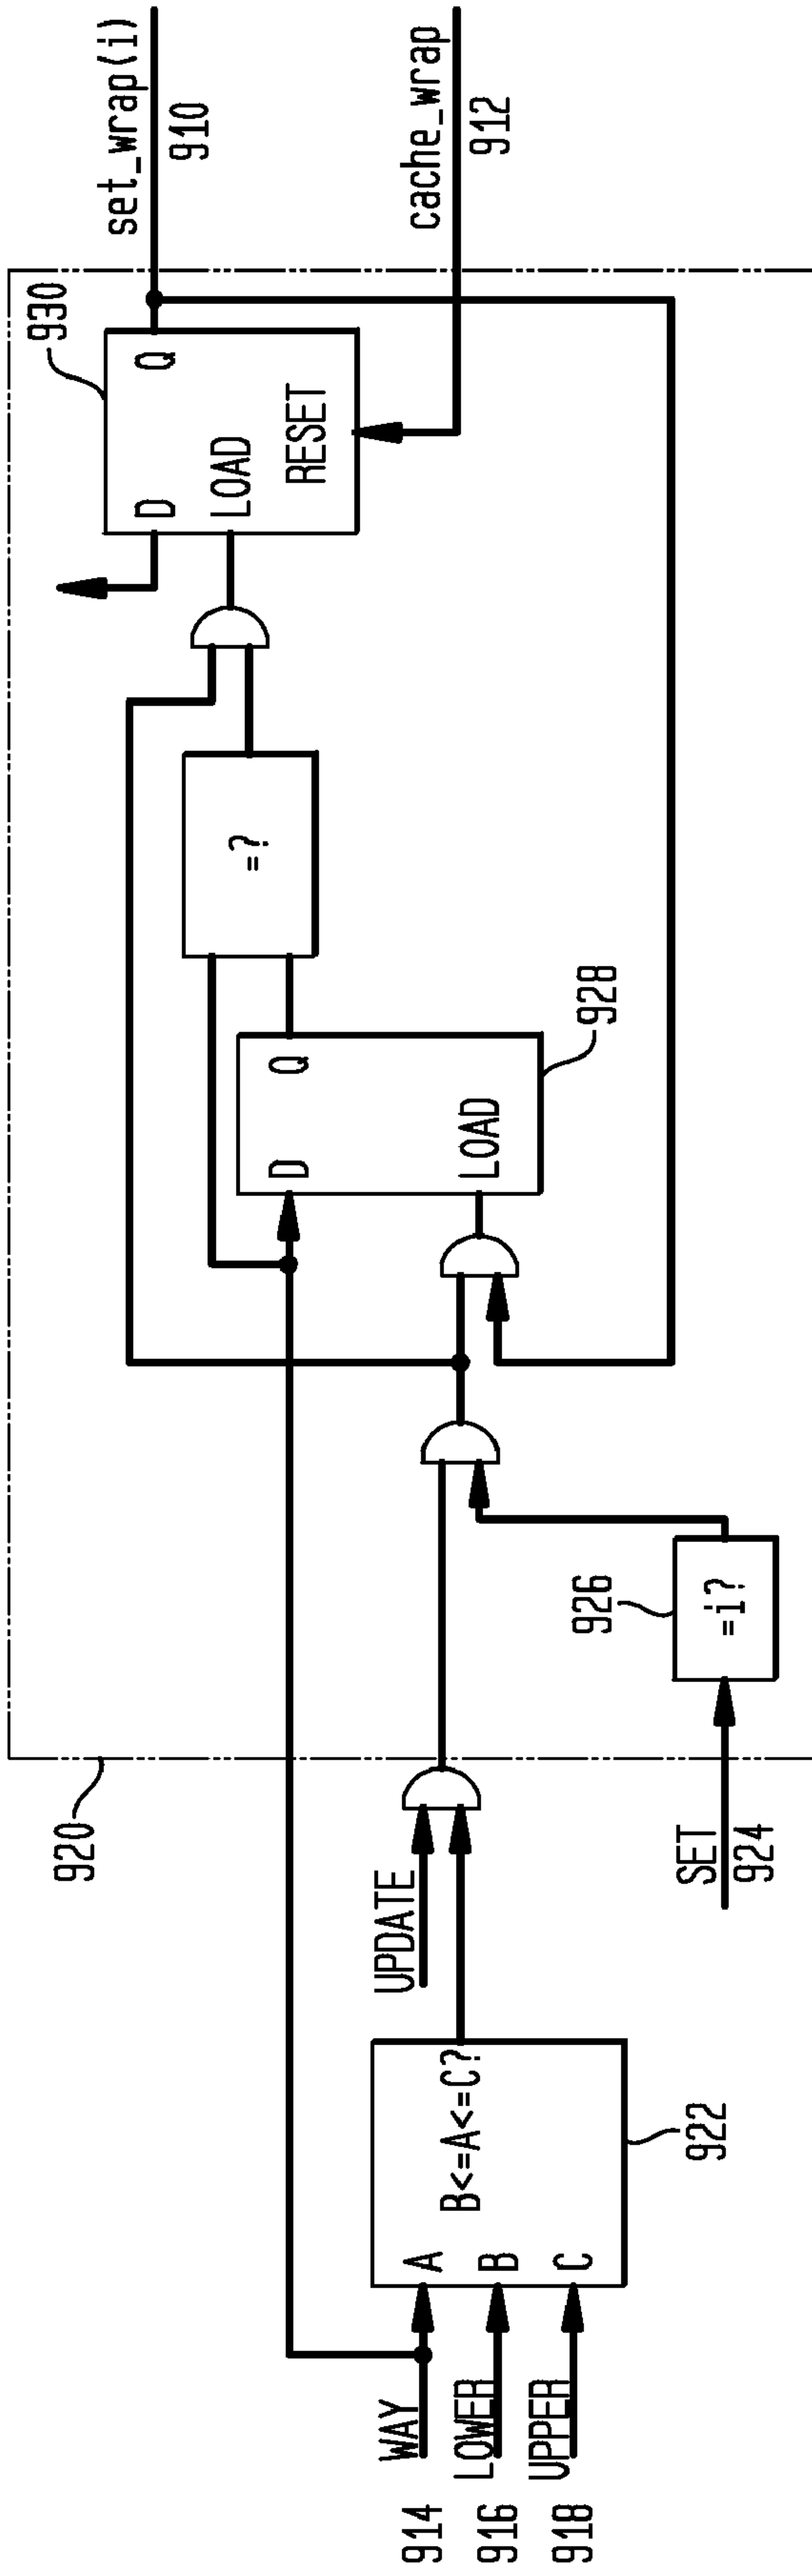 set_wrap(i)
910
cache_wrap
912
930
D
Q
LOAD
RESET
=?
D
Q
LOAD
928
=i?
926
920
SET
924
UPDATE
B<=A<=C?
A
B
C
922
WAY
914
LOWER
916
UPPER
918